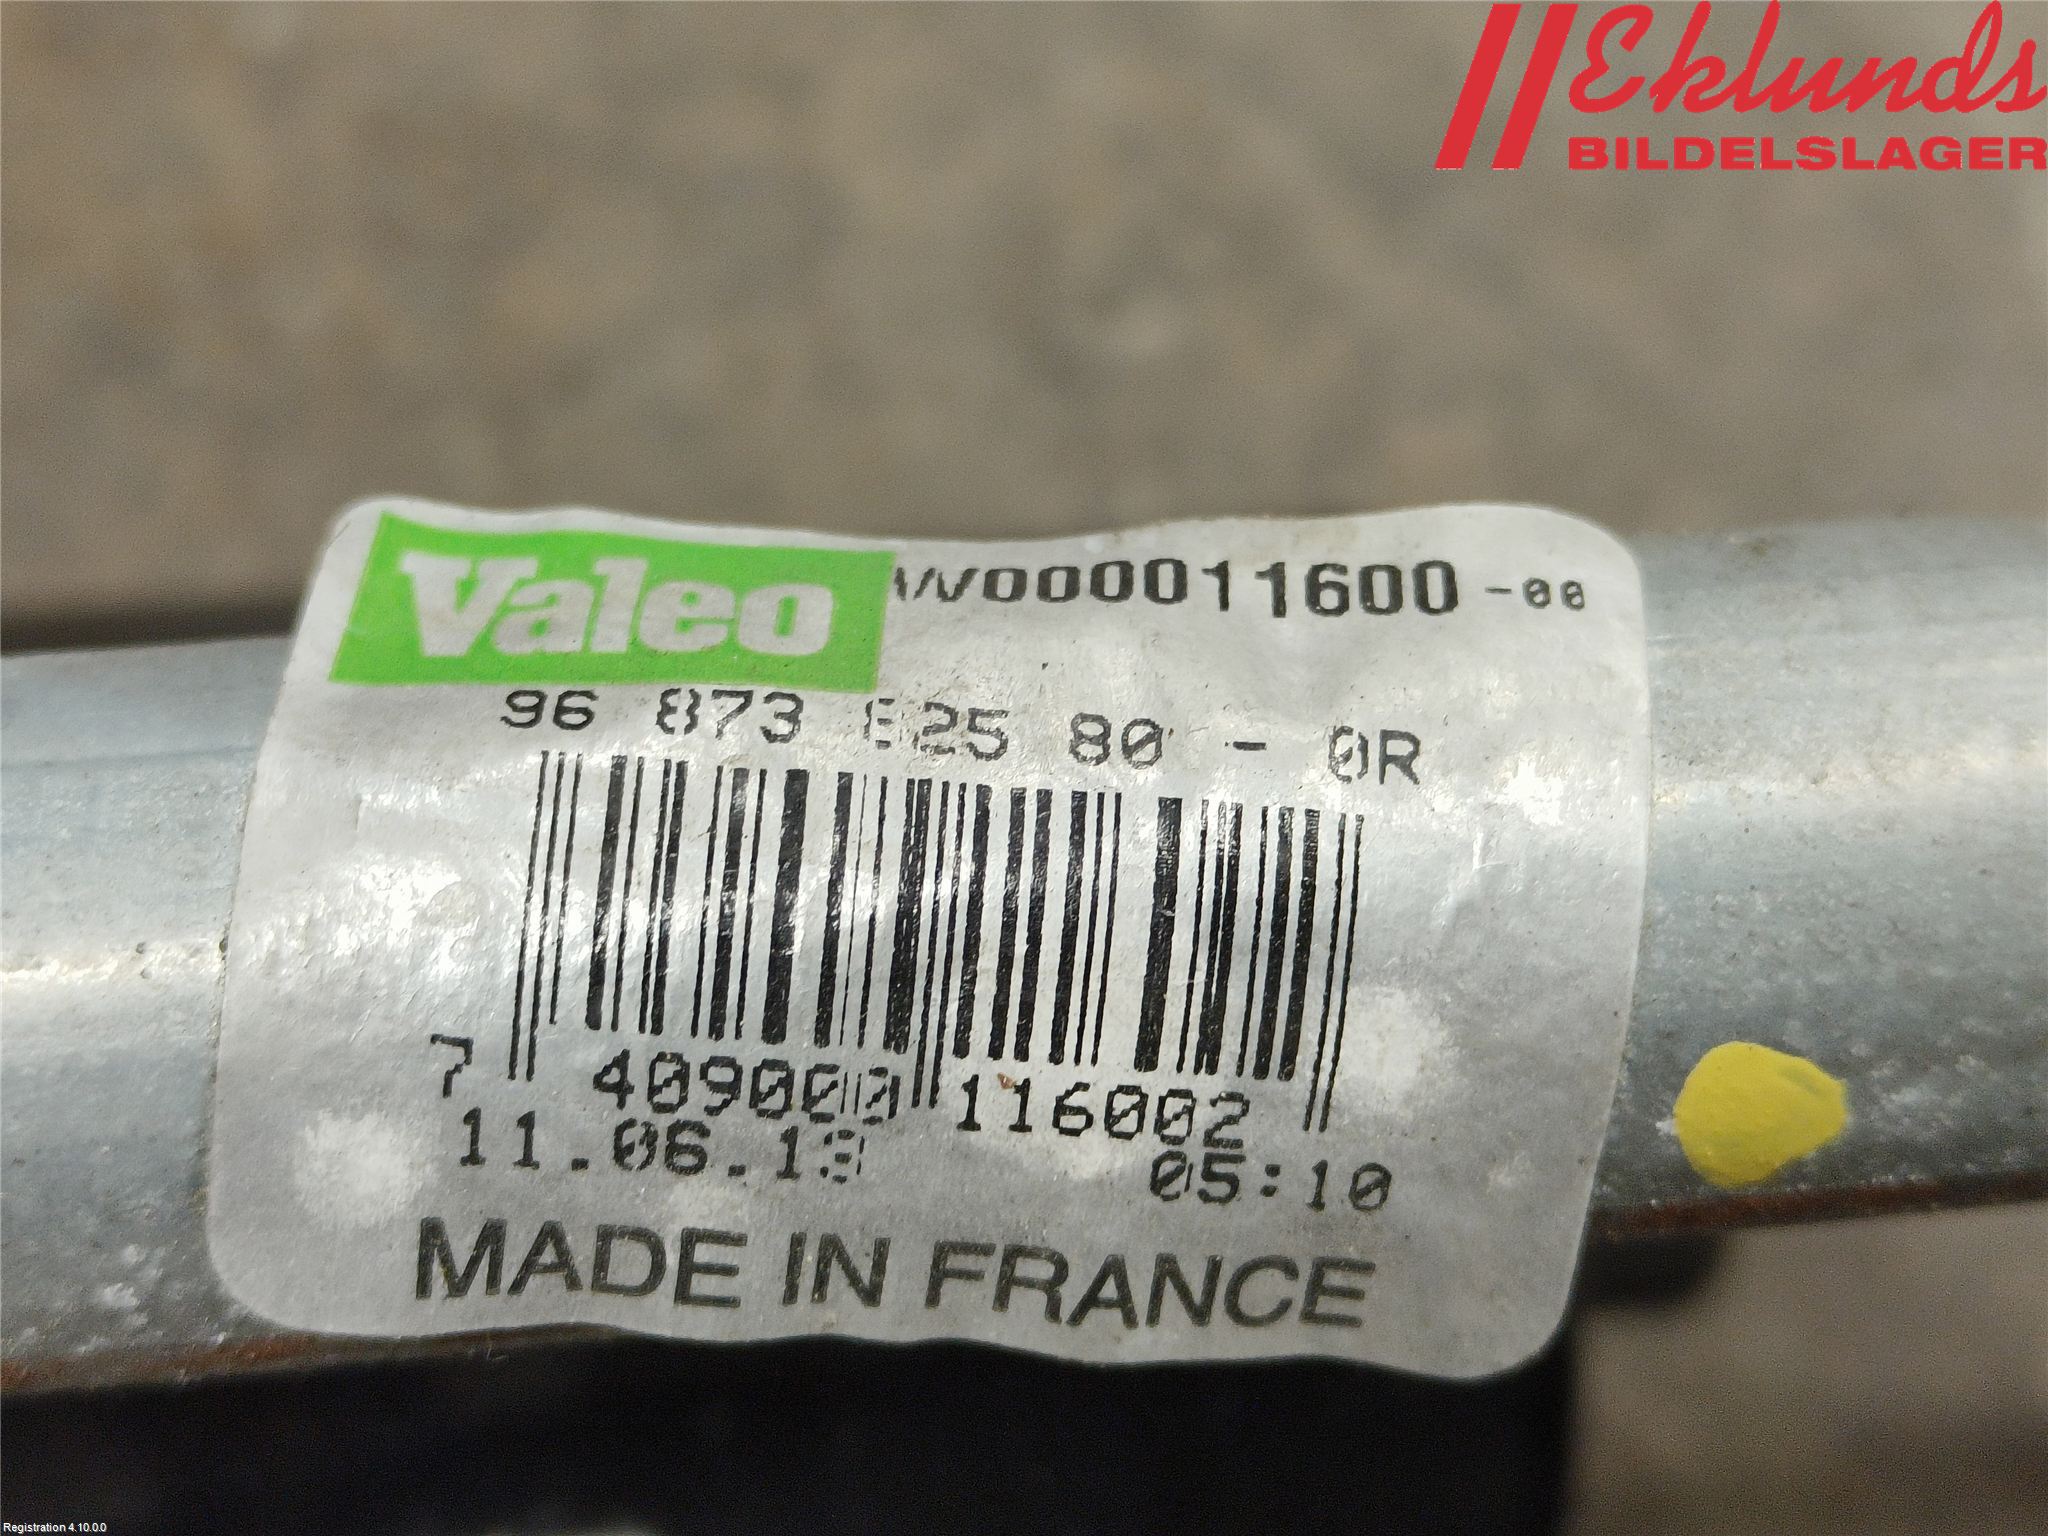 Eklunds
BILDELSLAGER
Valeo W000011600 -00
96 873 825 80 - 0R
7 409000 116002
11.06.13 05:10
MADE IN FRANCE
Registration 4.10.0.0